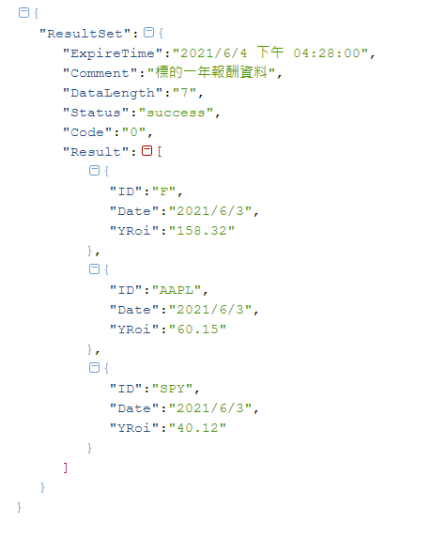 {
"ResultSet":{
"ExpireTime":"2021/6/4 下午 04:28:00",
"Comment":"標的一年報酬資料",
"DataLength":"7",
"Status":"success",
"Code":"0",
"Result":[
{
"ID":"F",
"Date":"2021/6/3",
"YRoi":"158.32"
},
{
"ID":"AAPL",
"Date":"2021/6/3",
"YRoi":"60.15"
},
{
"ID":"SPY",
"Date":"2021/6/3",
"YRoi":"40.12"
}
]
}
}